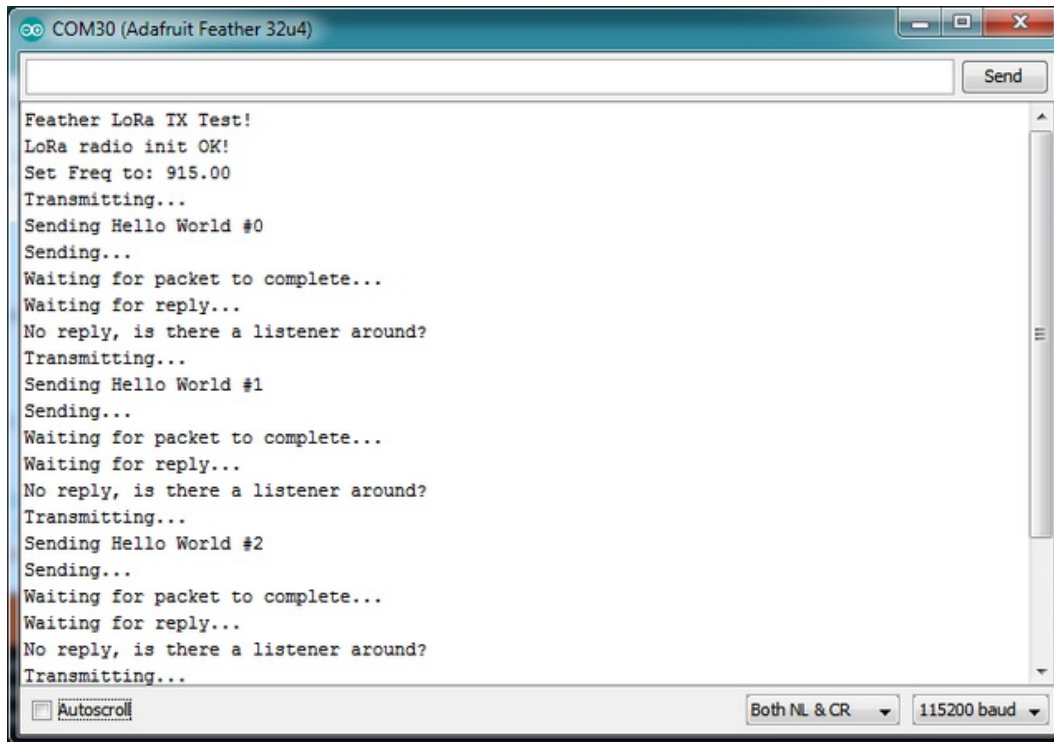 COM30 (Adafruit Feather 32u4)
Send
Feather LoRa TX Test!
LoRa radio init OK!
Set Freq to: 915.00
Transmitting...
Sending Hello World #0
Sending...
Waiting for packet to complete...
Waiting for reply...
No reply, is there a listener around?
Transmitting...
Sending Hello World #1
Sending...
Waiting for packet to complete...
Waiting for reply...
No reply, is there a listener around?
Transmitting...
Sending Hello World #2
Sending...
Waiting for packet to complete...
Waiting for reply...
No reply, is there a listener around?
Transmitting...
Autoscroll
Both NL & CR
115200 baud